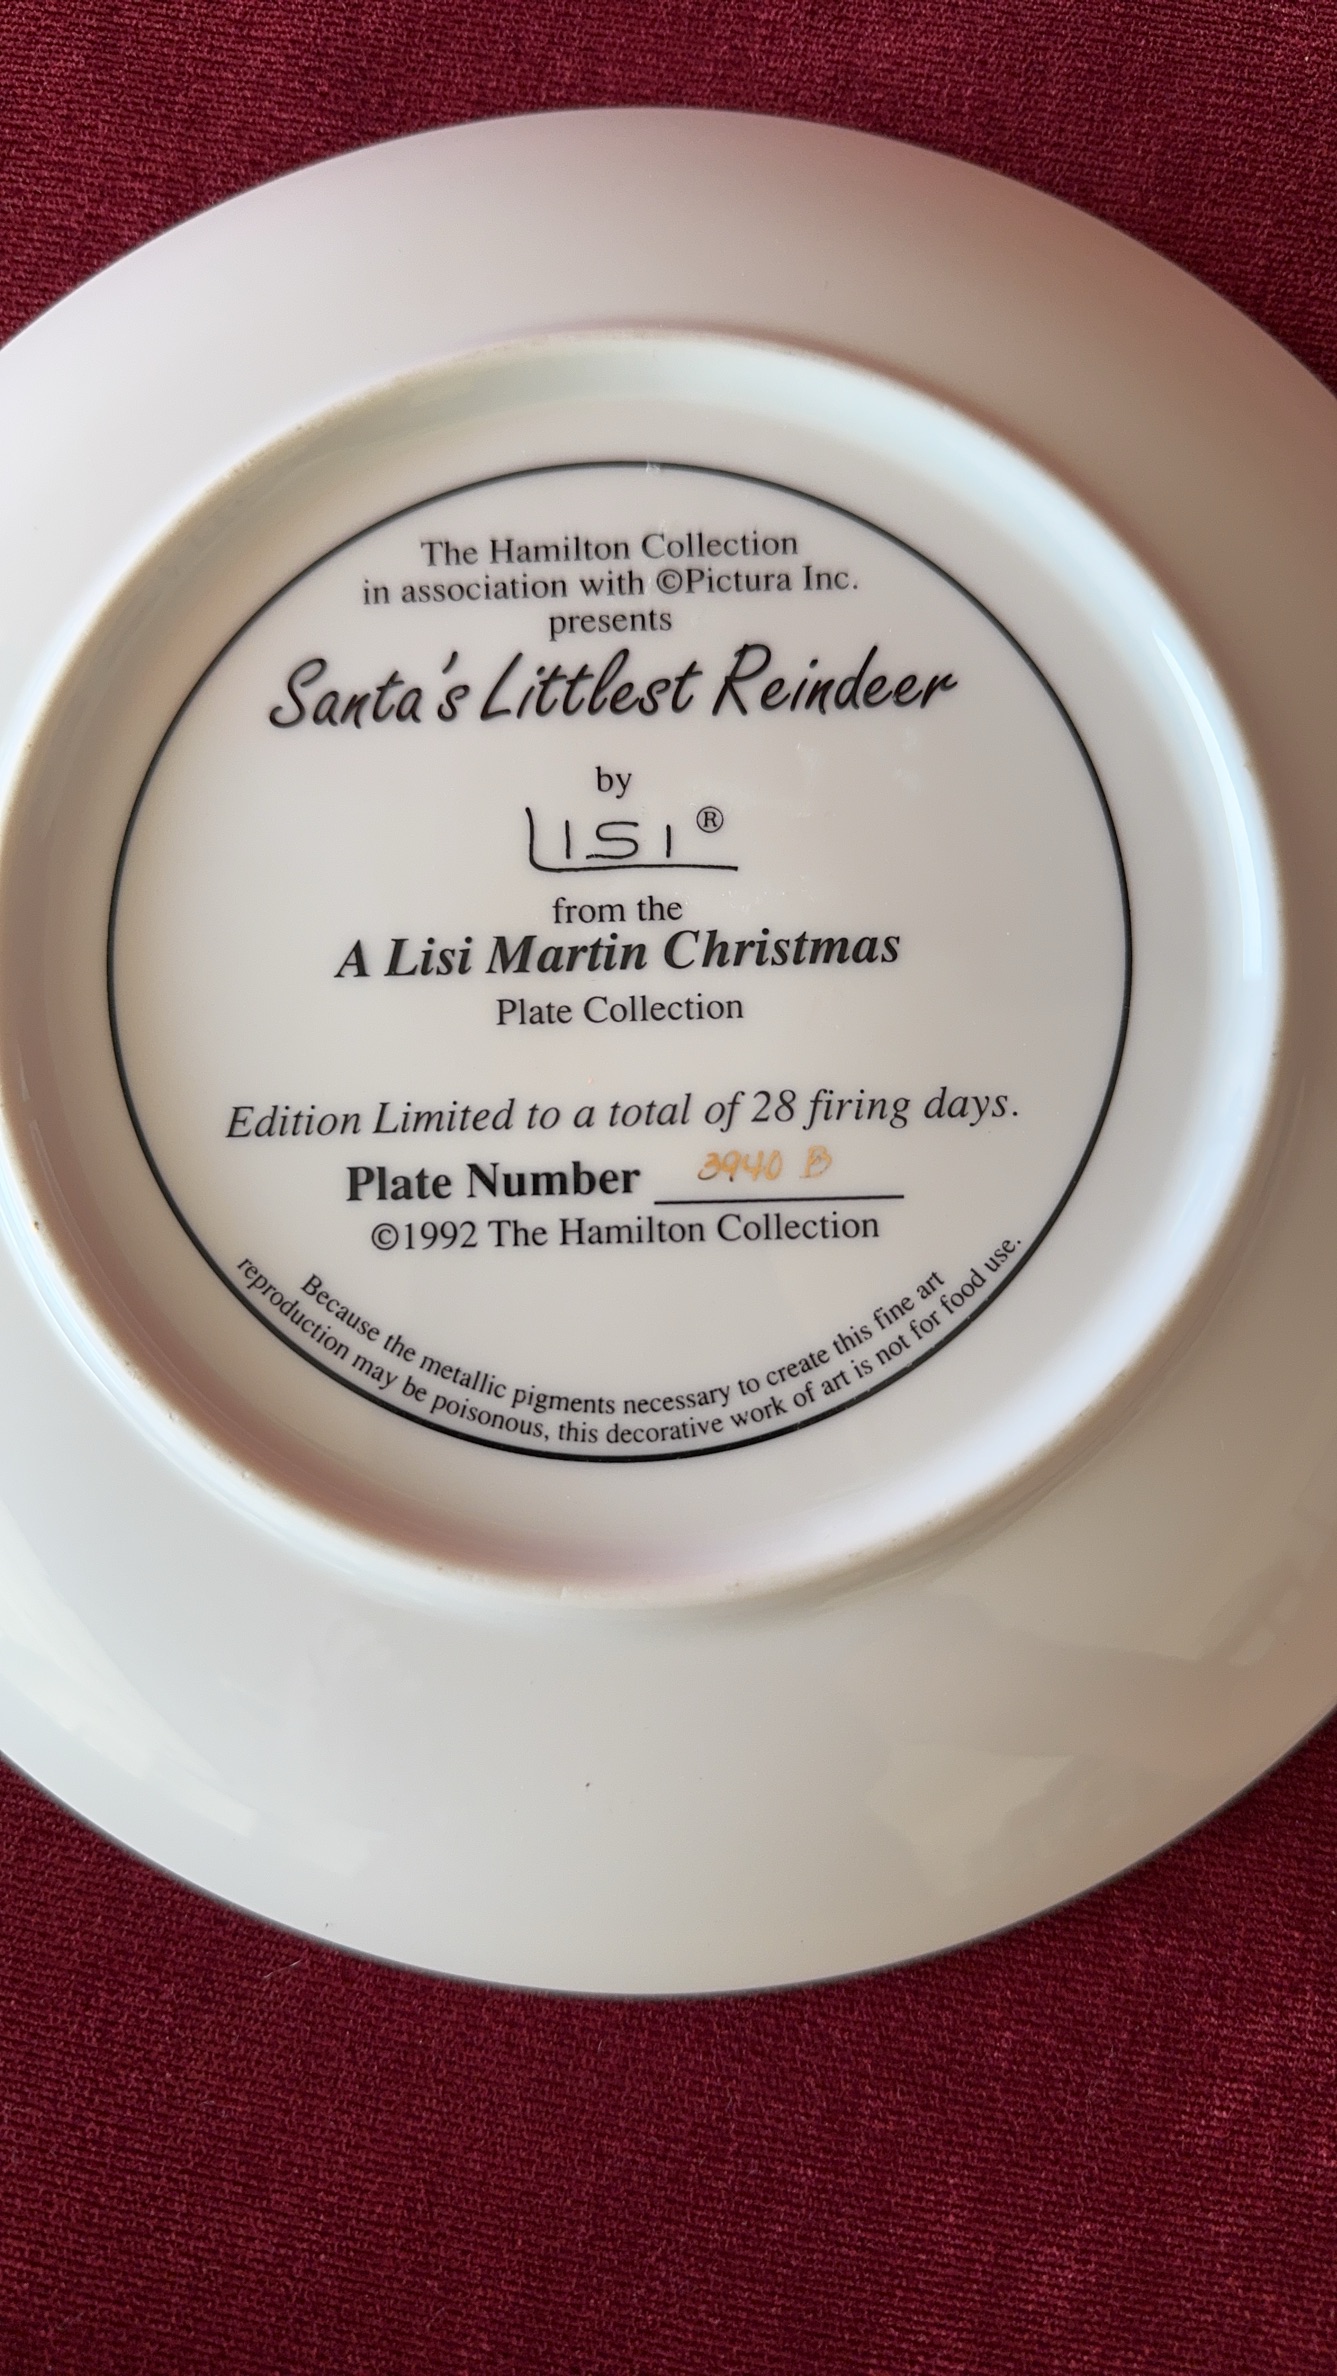 The Hamilton Collection
in association with ©Pictura Inc.
presents
Santa's Littlest Reindeer
by
LISI®
from the
A Lisi Martin Christmas
Plate Collection
Edition Limited to a total of 28 firing days.
Plate Number 3940 B
©1992 The Hamilton Collection
Because the metallic pigments necessary to create this fine art
reproduction may be poisonous, this decorative work of art is not for food use.